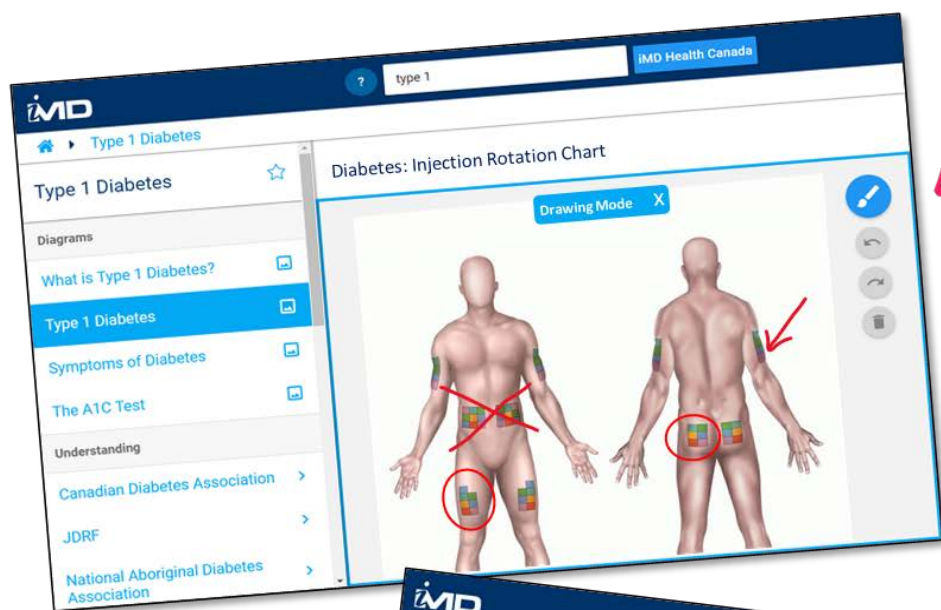 iMD
?
type 1
iMD Health Canada
Type 1 Diabetes
Type 1 Diabetes
Diagrams
What is Type 1 Diabetes?
Type 1 Diabetes
Symptoms of Diabetes
The A1C Test
Understanding
Canadian Diabetes Association
JDRF
National Aboriginal Diabetes
Association
Diabetes: Injection Rotation Chart
Drawing Mode X
iMD